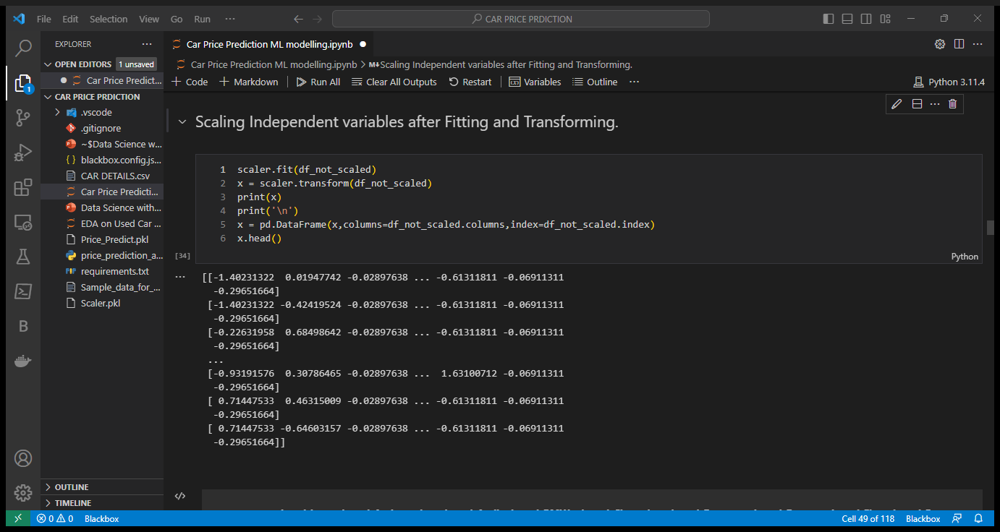 File Edit Selection View Go Run ··· CAR PRICE PRDICTION
EXPLORER ···
OPEN EDITORS 1 unsaved
Car Price Predict...
CAR PRICE PRDICTION
.vscode
.gitignore
~$Data Science w...
blackbox.config.js...
CAR DETAILS.csv
Car Price Predicti...
Data Science with...
EDA on Used Car ...
Price_Predict.pkl
price_prediction_a...
requirements.txt
Sample_data_for_...
Scaler.pkl
OUTLINE
TIMELINE
1
B
Car Price Prediction ML modelling.ipynb
Car Price Prediction ML modelling.ipynb > M↓Scaling Independent variables after Fitting and Transforming.
+ Code + Markdown Run All Clear All Outputs Restart Variables Outline ··· Python 3.11.4
Scaling Independent variables after Fitting and Transforming.
1 scaler.fit(df_not_scaled)
2 x = scaler.transform(df_not_scaled)
3 print(x)
4 print('\n')
5 x = pd.DataFrame(x,columns=df_not_scaled.columns,index=df_not_scaled.index)
6 x.head()
[34]
Python
[[-1.40231322  0.01947742 -0.02897638 ... -0.61311811 -0.06911311
-0.29651664]
[-1.40231322 -0.42419524 -0.02897638 ... -0.61311811 -0.06911311
-0.29651664]
[-0.22631958  0.68498642 -0.02897638 ... -0.61311811 -0.06911311
-0.29651664]
...
[-0.93191576  0.30786465 -0.02897638 ...  1.63100712 -0.06911311
-0.29651664]
[ 0.71447533  0.46315009 -0.02897638 ... -0.61311811 -0.06911311
-0.29651664]
[ 0.71447533 -0.64603157 -0.02897638 ... -0.61311811 -0.06911311
-0.29651664]]
0 0 Blackbox Cell 49 of 118 Blackbox